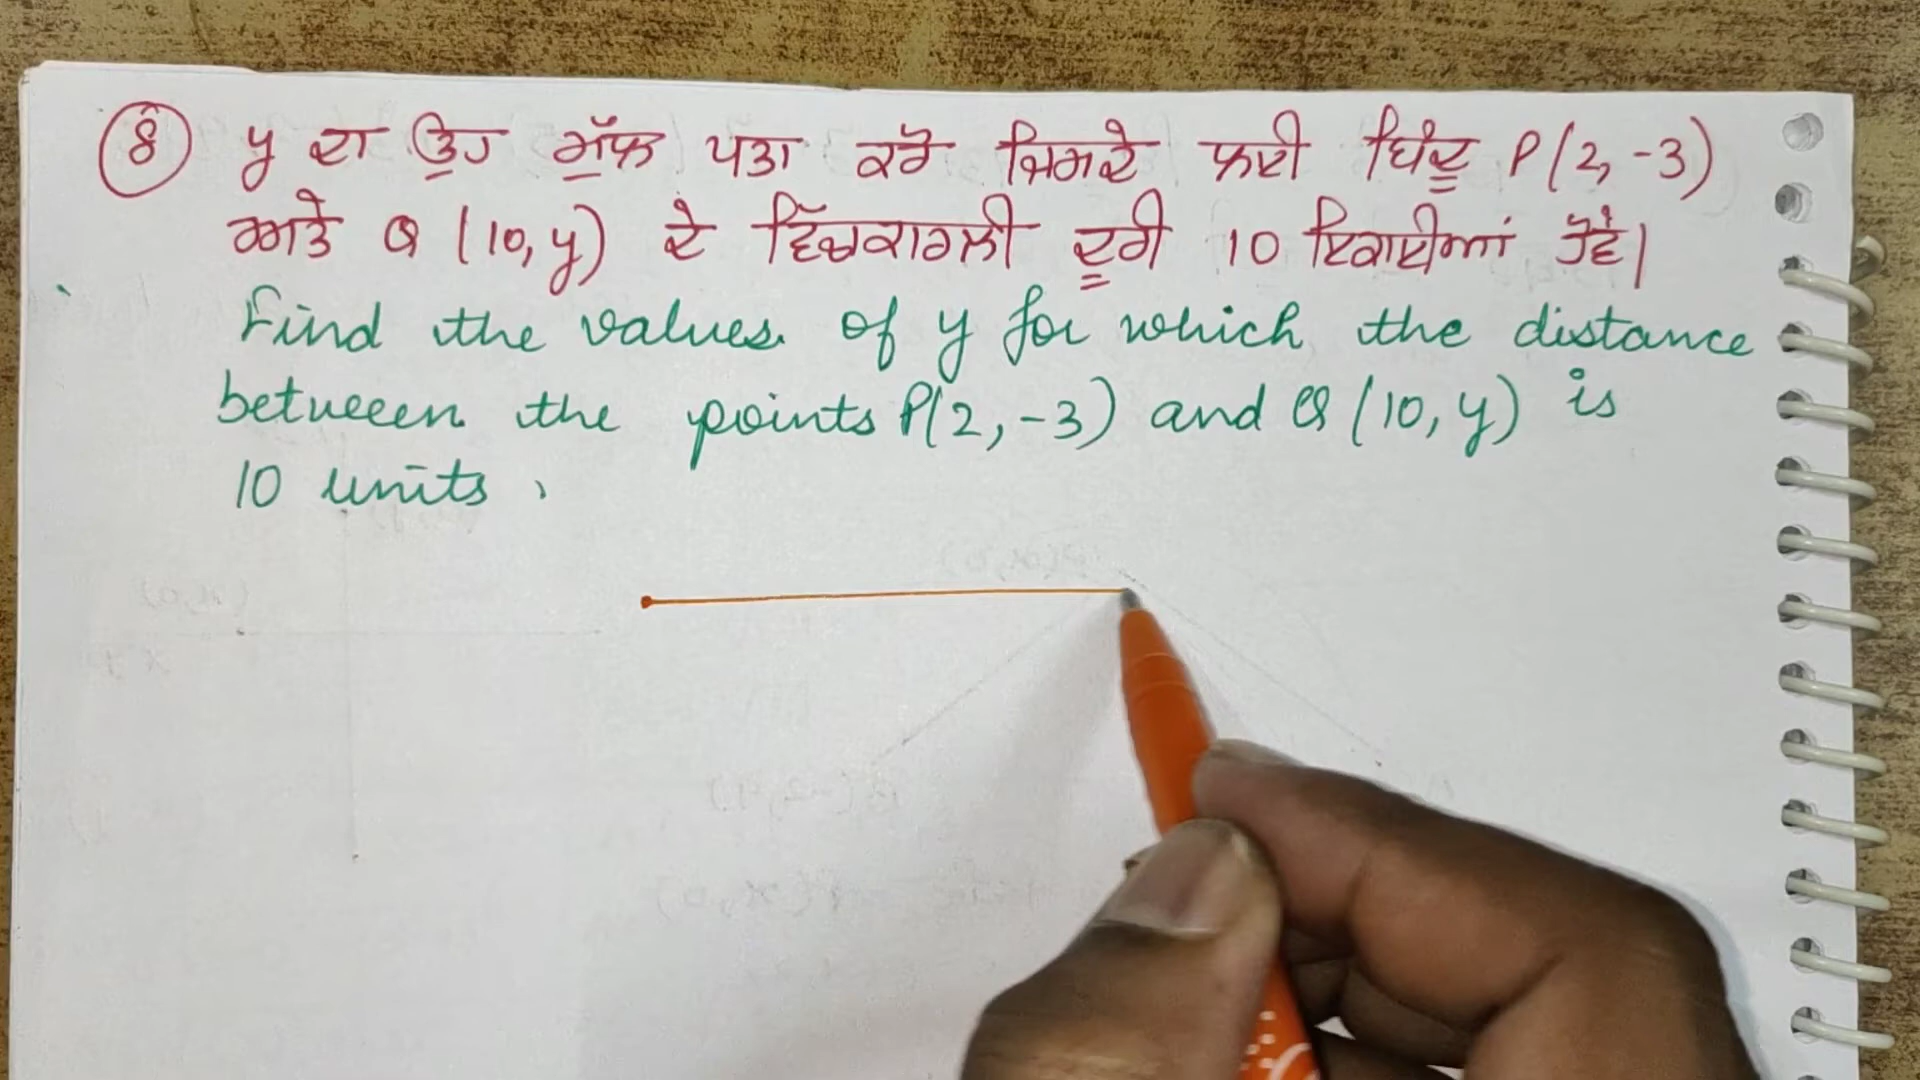 8 y ਦਾ ਉਹ ਮੁੱਲ ਪਤਾ ਕਰੋ ਜਿਸਦੇ ਲਈ ਬਿੰਦੂ P(2, -3)
ਅਤੇ Q (10, y) ਦੇ ਵਿੱਚਕਾਰਲੀ ਦੂਰੀ 10 ਇਕਾਈਆਂ ਹੋਵੇ।
Find the values of y for which the distance
between the points P(2, -3) and Q (10, y) is
10 units.